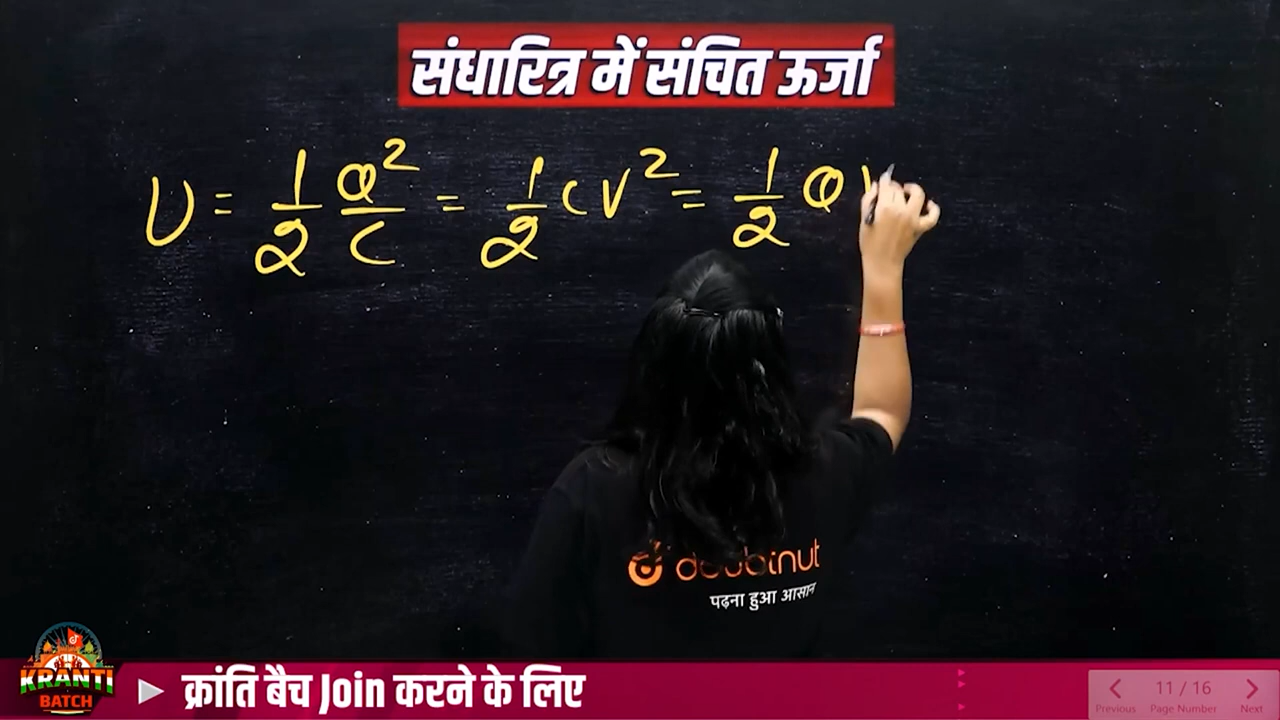 संधारित्र में संचित ऊर्जा
U = 1/2 Q²/C = 1/2 CV² = 1/2 Q
doubtnut
पढ़ना हुआ आसान
KRANTI
BATCH
क्रांति बैच Join करने के लिए
11 / 16
Previous Page Number Next